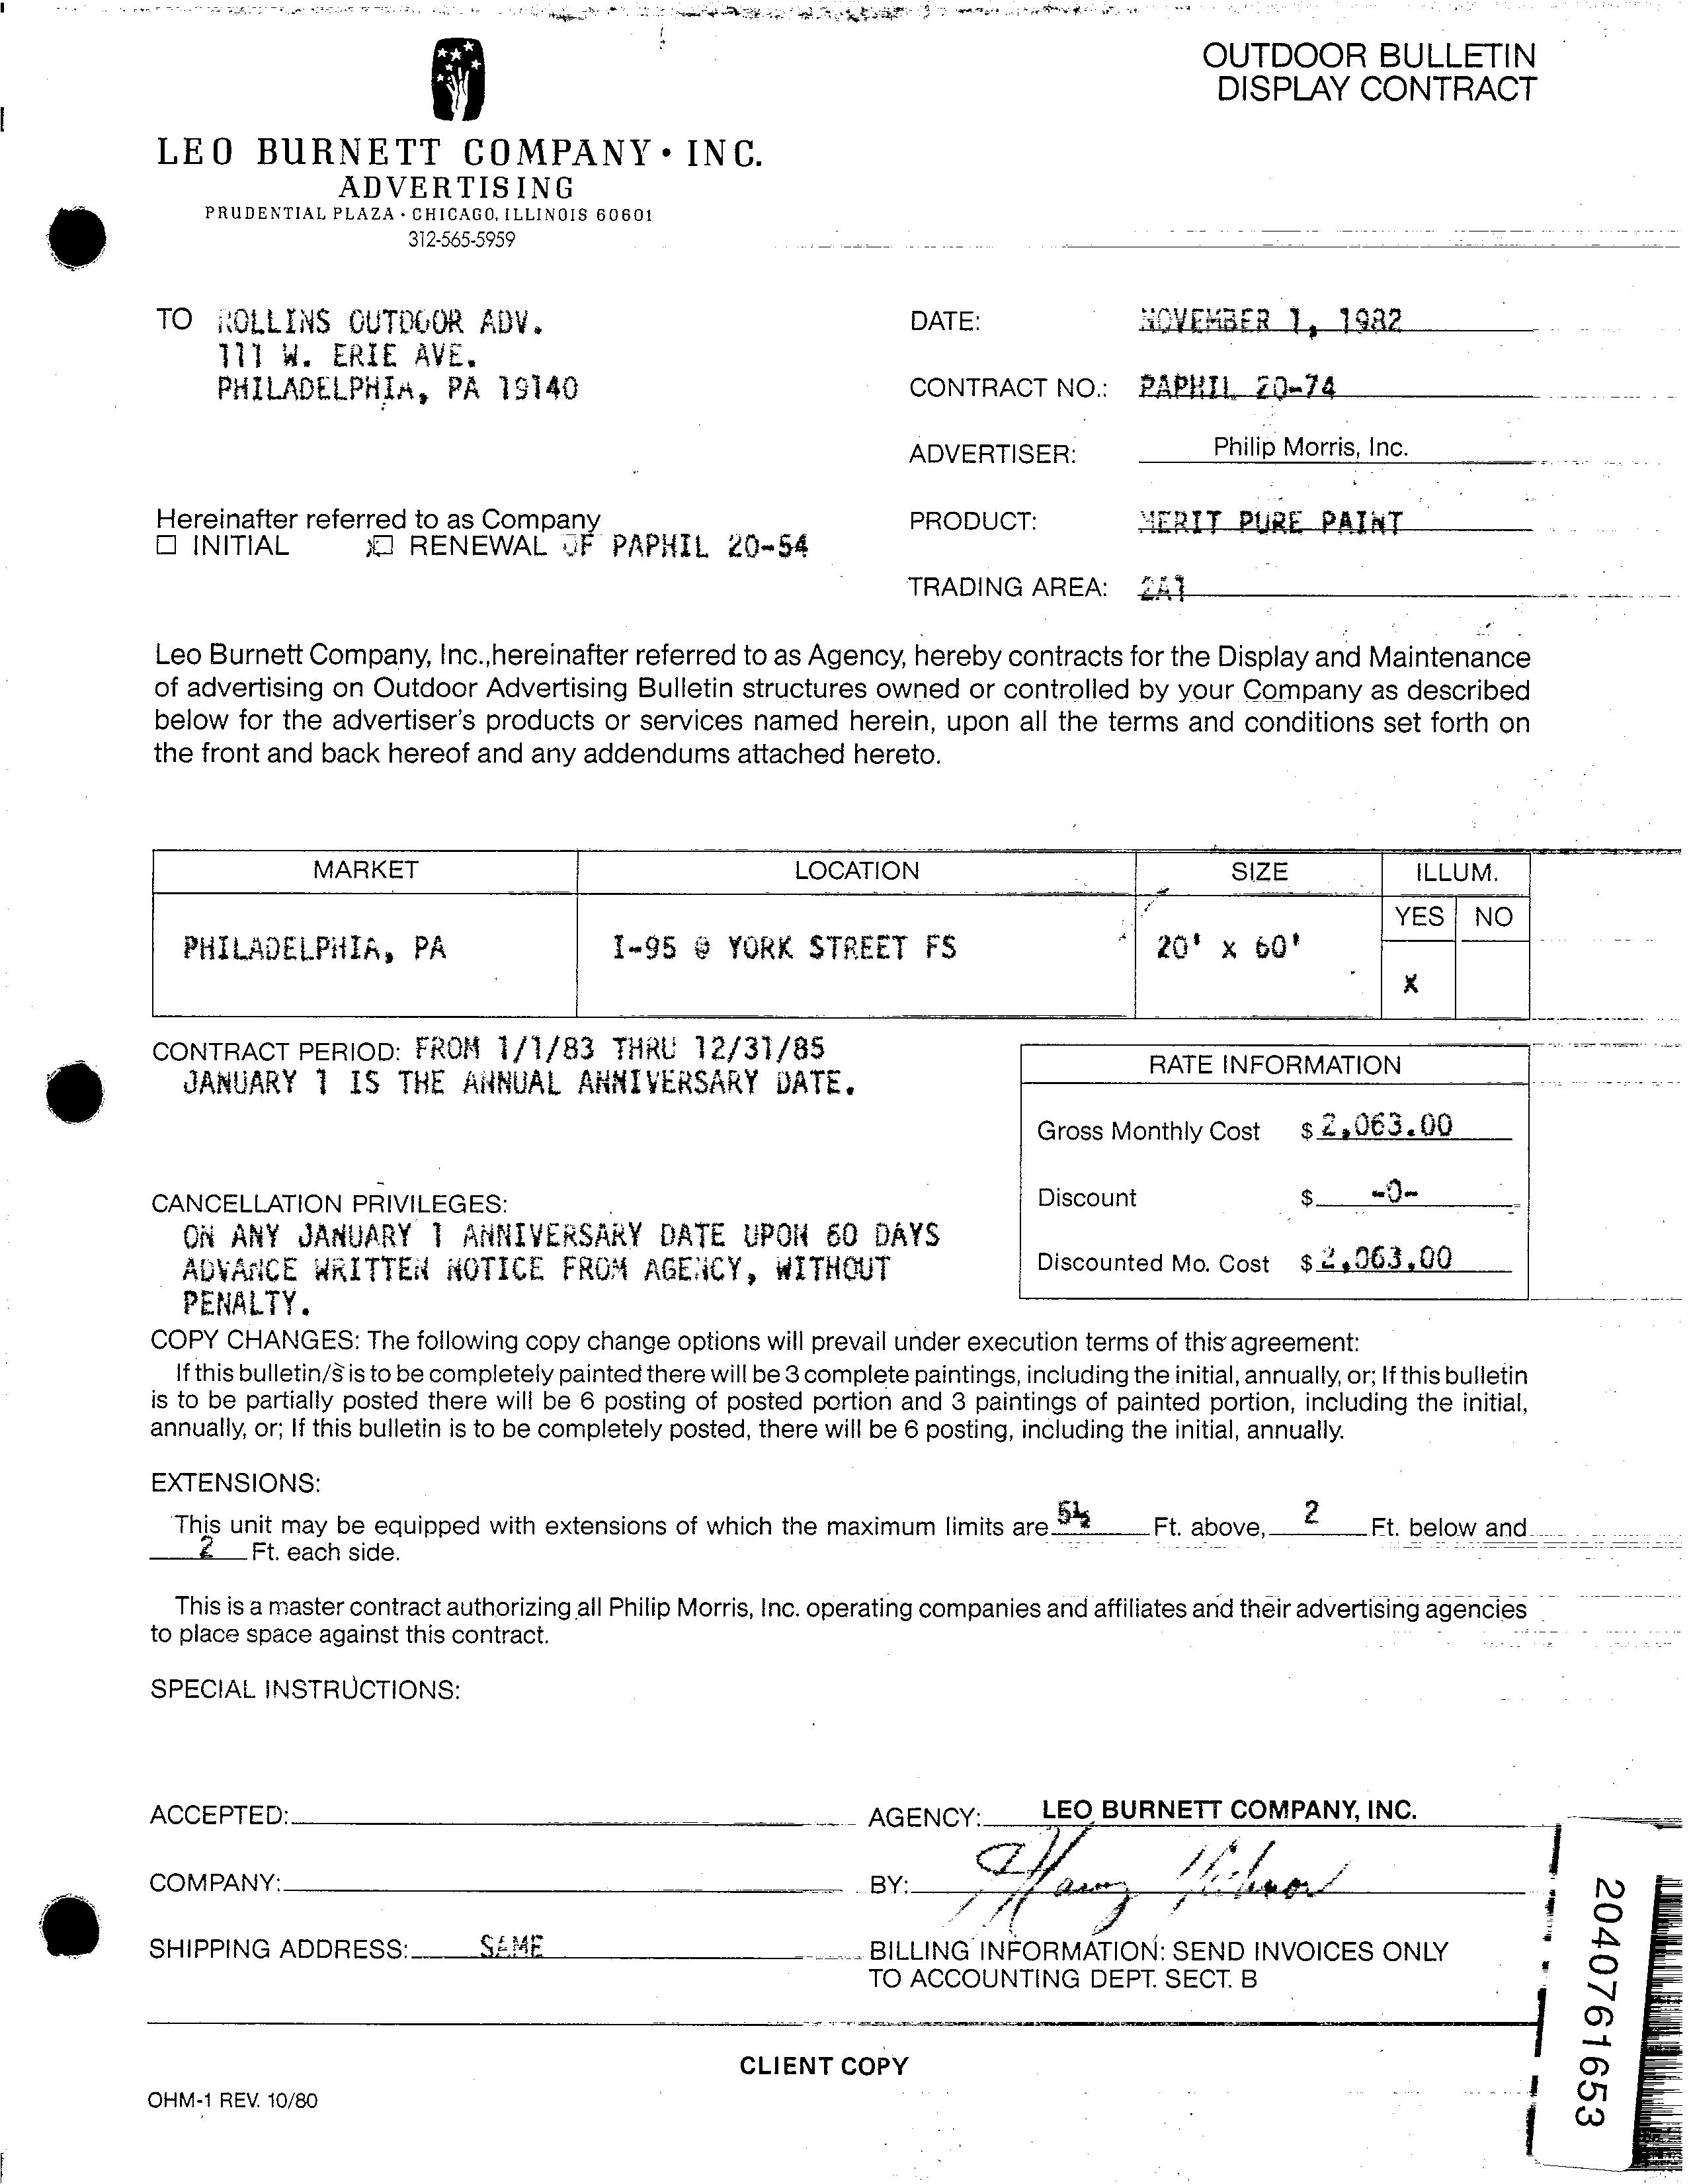 OUTDOOR BULLETIN
DISPLAY CONTRACT
LEO BURNETT COMPANY • INC.
ADVERTISING
PRUDENTIAL PLAZA • CHICAGO, ILLINOIS 60601
312-565-5959
TO ROLLINS OUTDOOR ADV.
111 W. ERIE AVE.
PHILADELPHIA, PA 19140
DATE: NOVEMBER 1, 1982
CONTRACT NO.: PAPHIL 20-74
ADVERTISER: Philip Morris, Inc.
Hereinafter referred to as Company
☐ INITIAL X☐ RENEWAL OF PAPHIL 20-54
PRODUCT: MERIT PURE PAINT
TRADING AREA: 2A1
Leo Burnett Company, Inc.,hereinafter referred to as Agency, hereby contracts for the Display and Maintenance
of advertising on Outdoor Advertising Bulletin structures owned or controlled by your Company as described
below for the advertiser's products or services named herein, upon all the terms and conditions set forth on
the front and back hereof and any addendums attached hereto.
MARKET LOCATION SIZE ILLUM.
YES NO
PHILADELPHIA, PA I-95 @ YORK STREET FS 20' x 60'
X
CONTRACT PERIOD: FROM 1/1/83 THRU 12/31/85
JANUARY 1 IS THE ANNUAL ANNIVERSARY DATE.
RATE INFORMATION
Gross Monthly Cost $ 2,063.00
Discount $ -0-
Discounted Mo. Cost $ 2,063.00
CANCELLATION PRIVILEGES:
ON ANY JANUARY 1 ANNIVERSARY DATE UPON 60 DAYS
ADVANCE WRITTEN NOTICE FROM AGENCY, WITHOUT
PENALTY.
COPY CHANGES: The following copy change options will prevail under execution terms of this agreement:
If this bulletin/s is to be completely painted there will be 3 complete paintings, including the initial, annually, or; If this bulletin
is to be partially posted there will be 6 posting of posted portion and 3 paintings of painted portion, including the initial,
annually, or; If this bulletin is to be completely posted, there will be 6 posting, including the initial, annually.
EXTENSIONS:
This unit may be equipped with extensions of which the maximum limits are 5½ Ft. above, 2 Ft. below and
2 Ft. each side.
This is a master contract authorizing all Philip Morris, Inc. operating companies and affiliates and their advertising agencies
to place space against this contract.
SPECIAL INSTRUCTIONS:
ACCEPTED:
AGENCY: LEO BURNETT COMPANY, INC.
COMPANY:
BY:
SHIPPING ADDRESS: SAME
BILLING INFORMATION: SEND INVOICES ONLY
TO ACCOUNTING DEPT. SECT. B
CLIENT COPY
OHM-1 REV. 10/80
2040761653